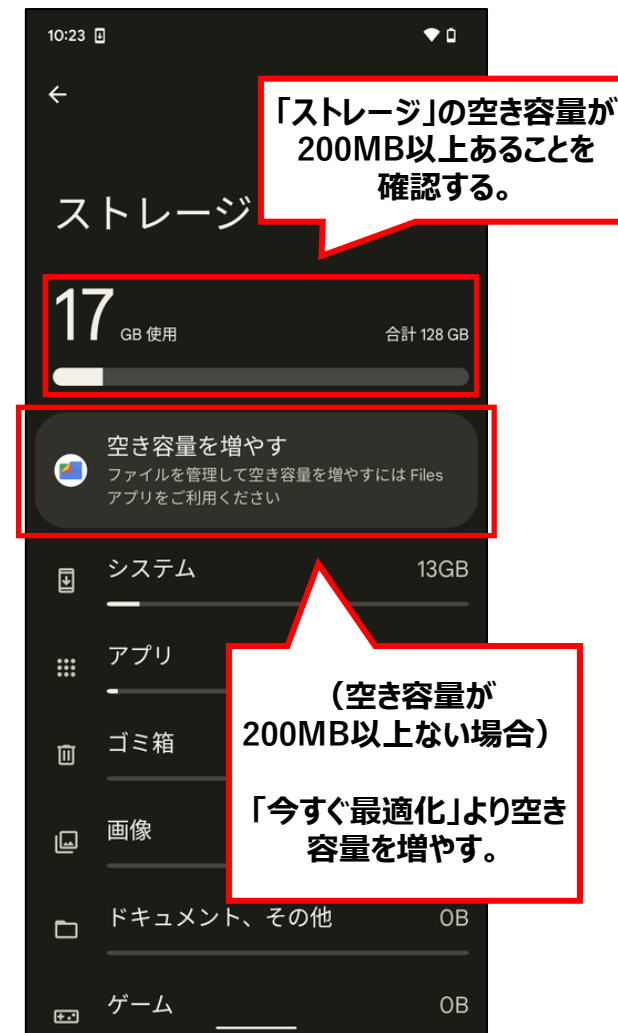 10:23
「ストレージ」の空き容量が
200MB以上あることを
確認する。
ストレージ
17 GB 使用
合計 128 GB
空き容量を増やす
ファイルを管理して空き容量を増やすには Files
アプリをご利用ください
システム
13GB
アプリ
(空き容量が
200MB以上ない場合)
「今すぐ最適化」より空き
容量を増やす。
ゴミ箱
画像
ドキュメント、その他
0B
ゲーム
0B